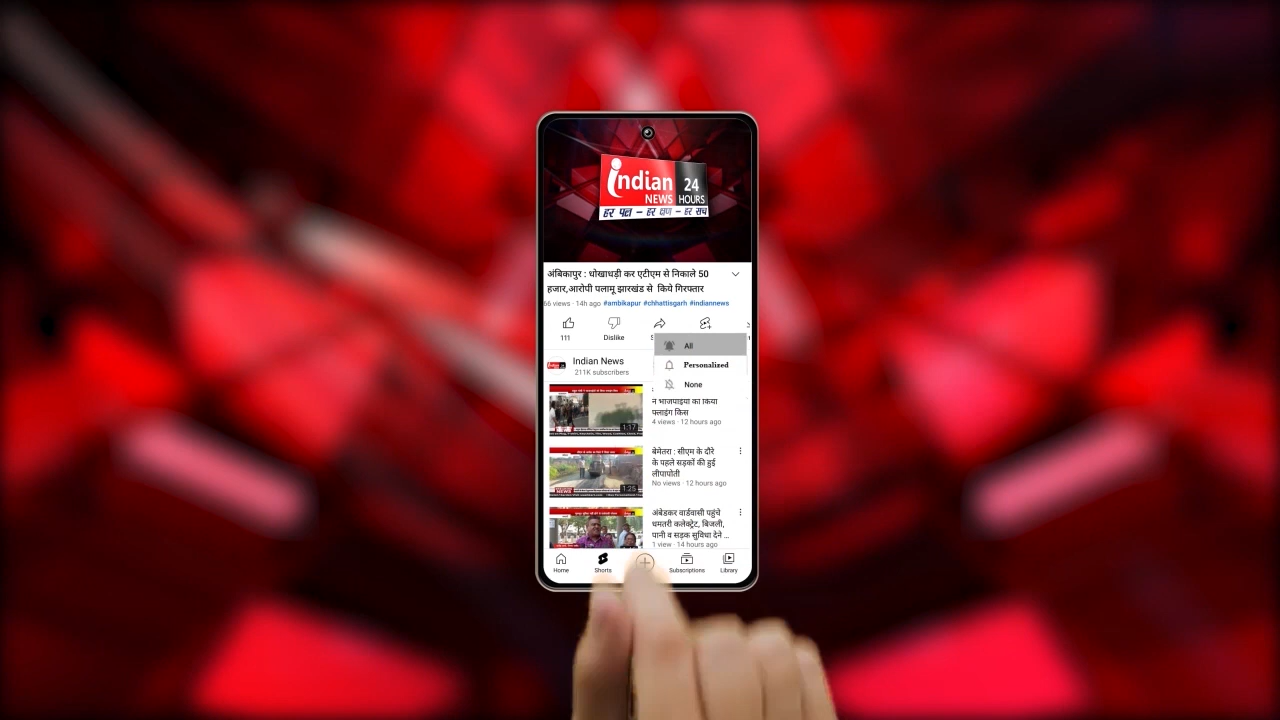 indian
NEWS
24
HOURS
हर पल - हर क्षण - हर सच
अंबिकापुर : धोखाधड़ी कर एटीएम से निकाले 50
हजार,आरोपी पलामू झारखंड से किये गिरफ्तार
66 views · 14h ago #ambikapur #chhattisgarh #indiannews
111
Dislike
All
Personalized
None
Indian News
211K subscribers
न भाजपाइयों को किया
फ्लाइंग किस
4 views · 12 hours ago
1:17
बेमेतरा : सीएम के दौरे
के पहले सड़कों की हुई
लीपापोती
No views · 12 hours ago
1:25
अंबेडकर वार्डवासी पहुंचे
धमतरी कलेक्ट्रेट, बिजली,
पानी व सड़क सुविधा देने ...
1 view · 14 hours ago
Home
Shorts
Subscriptions
Library